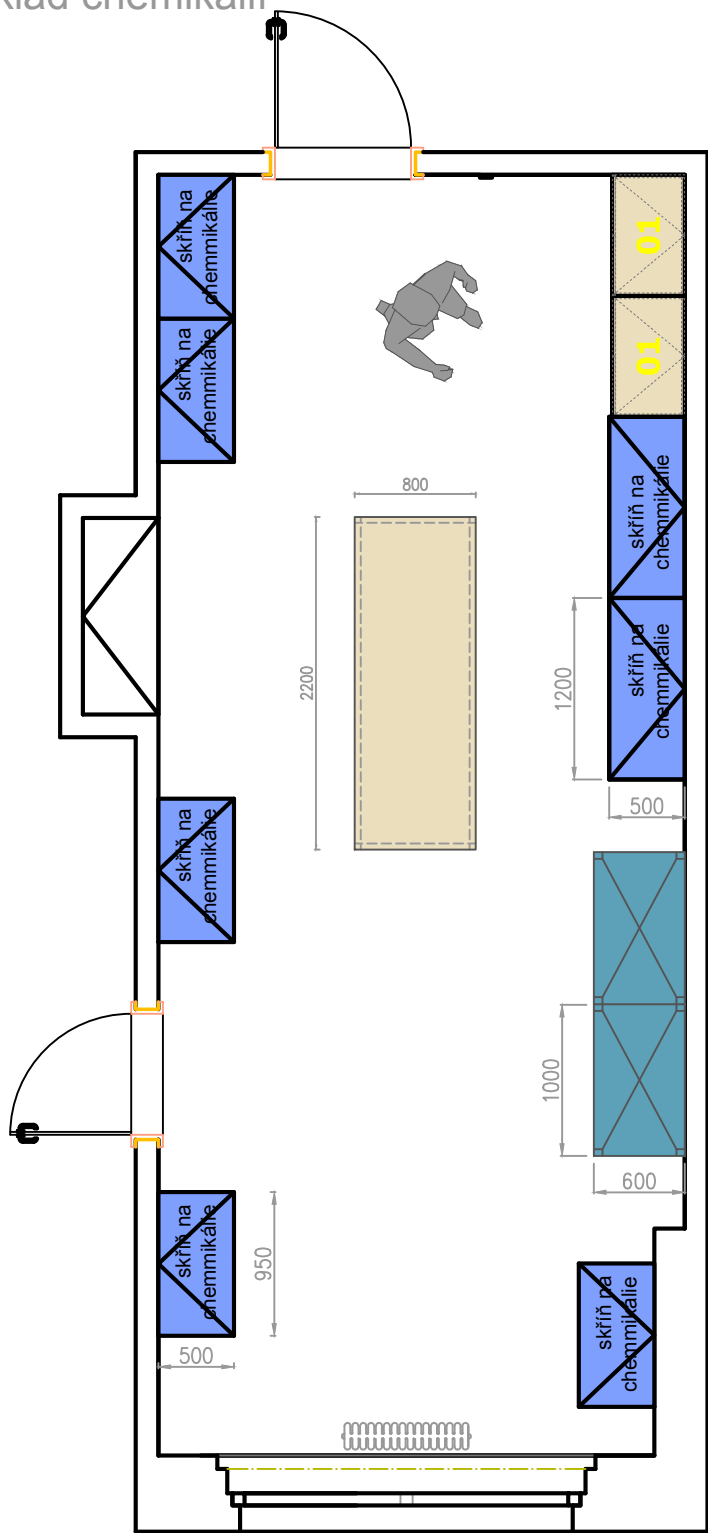 klad chemikálií
skříň na
chemmikálie
skříň na
chemmikálie
01
01
skříň na
chemmikálie
skříň na
chemmikálie
800
2200
1200
500
skříň na
chemmikálie
1000
600
skříň na
chemmikálie
950
500
skříň na
chemmikálie